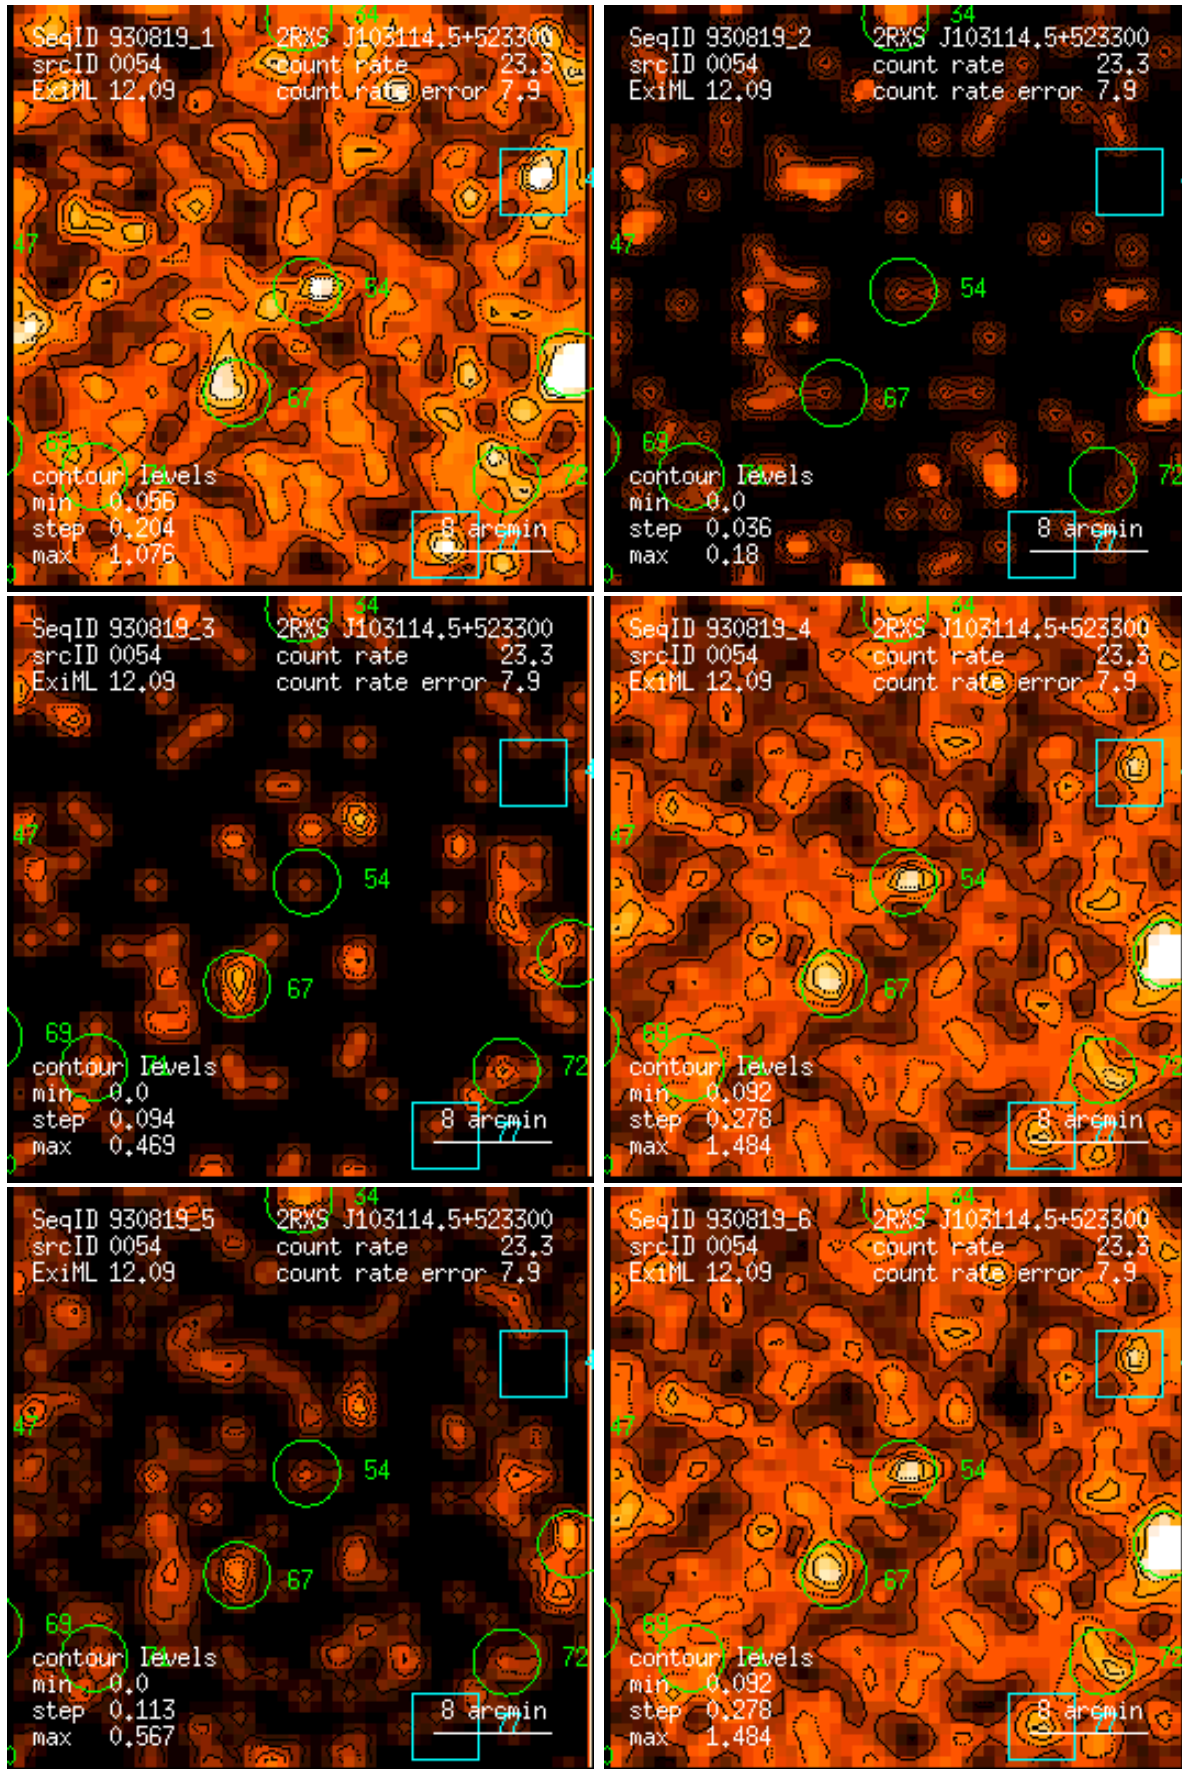 34
SeqID 930819_1 2RXS J103114.5+523300
srcID 0054 count rate 23.3
ExiML 12.09 count rate error 7.9
47
54
67
69
71
72
contour levels
min 0.056
step 0.204 8 arcmin
77
max 1.076
34
SeqID 930819_2 2RXS J103114.5+523300
srcID 0054 count rate 23.3
ExiML 12.09 count rate error 7.9
47
54
67
69
71
72
contour levels
min 0.0
step 0.036 8 arcmin
77
max 0.18
34
SeqID 930819_3 2RXS J103114.5+523300
srcID 0054 count rate 23.3
ExiML 12.09 count rate error 7.9
47
54
67
69
71
72
contour levels
min 0.0
step 0.094 8 arcmin
77
max 0.469
34
SeqID 930819_4 2RXS J103114.5+523300
srcID 0054 count rate 23.3
ExiML 12.09 count rate error 7.9
47
54
67
69
71
72
contour levels
min 0.092
step 0.278 8 arcmin
77
max 1.484
34
SeqID 930819_5 2RXS J103114.5+523300
srcID 0054 count rate 23.3
ExiML 12.09 count rate error 7.9
47
54
67
69
71
72
contour levels
min 0.0
step 0.113 8 arcmin
77
max 0.567
34
SeqID 930819_6 2RXS J103114.5+523300
srcID 0054 count rate 23.3
ExiML 12.09 count rate error 7.9
47
54
67
69
71
72
contour levels
min 0.092
step 0.278 8 arcmin
77
max 1.484